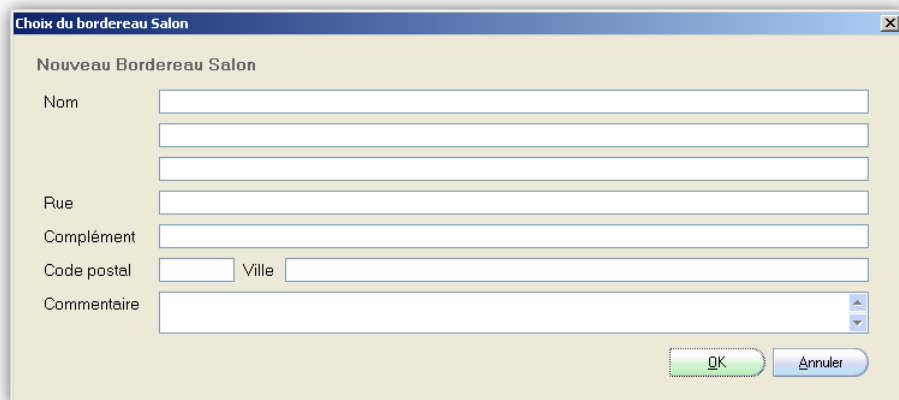 Choix du bordereau Salon
Nouveau Bordereau Salon
Nom
Rue
Complément
Code postal Ville
Commentaire
OK Annuler